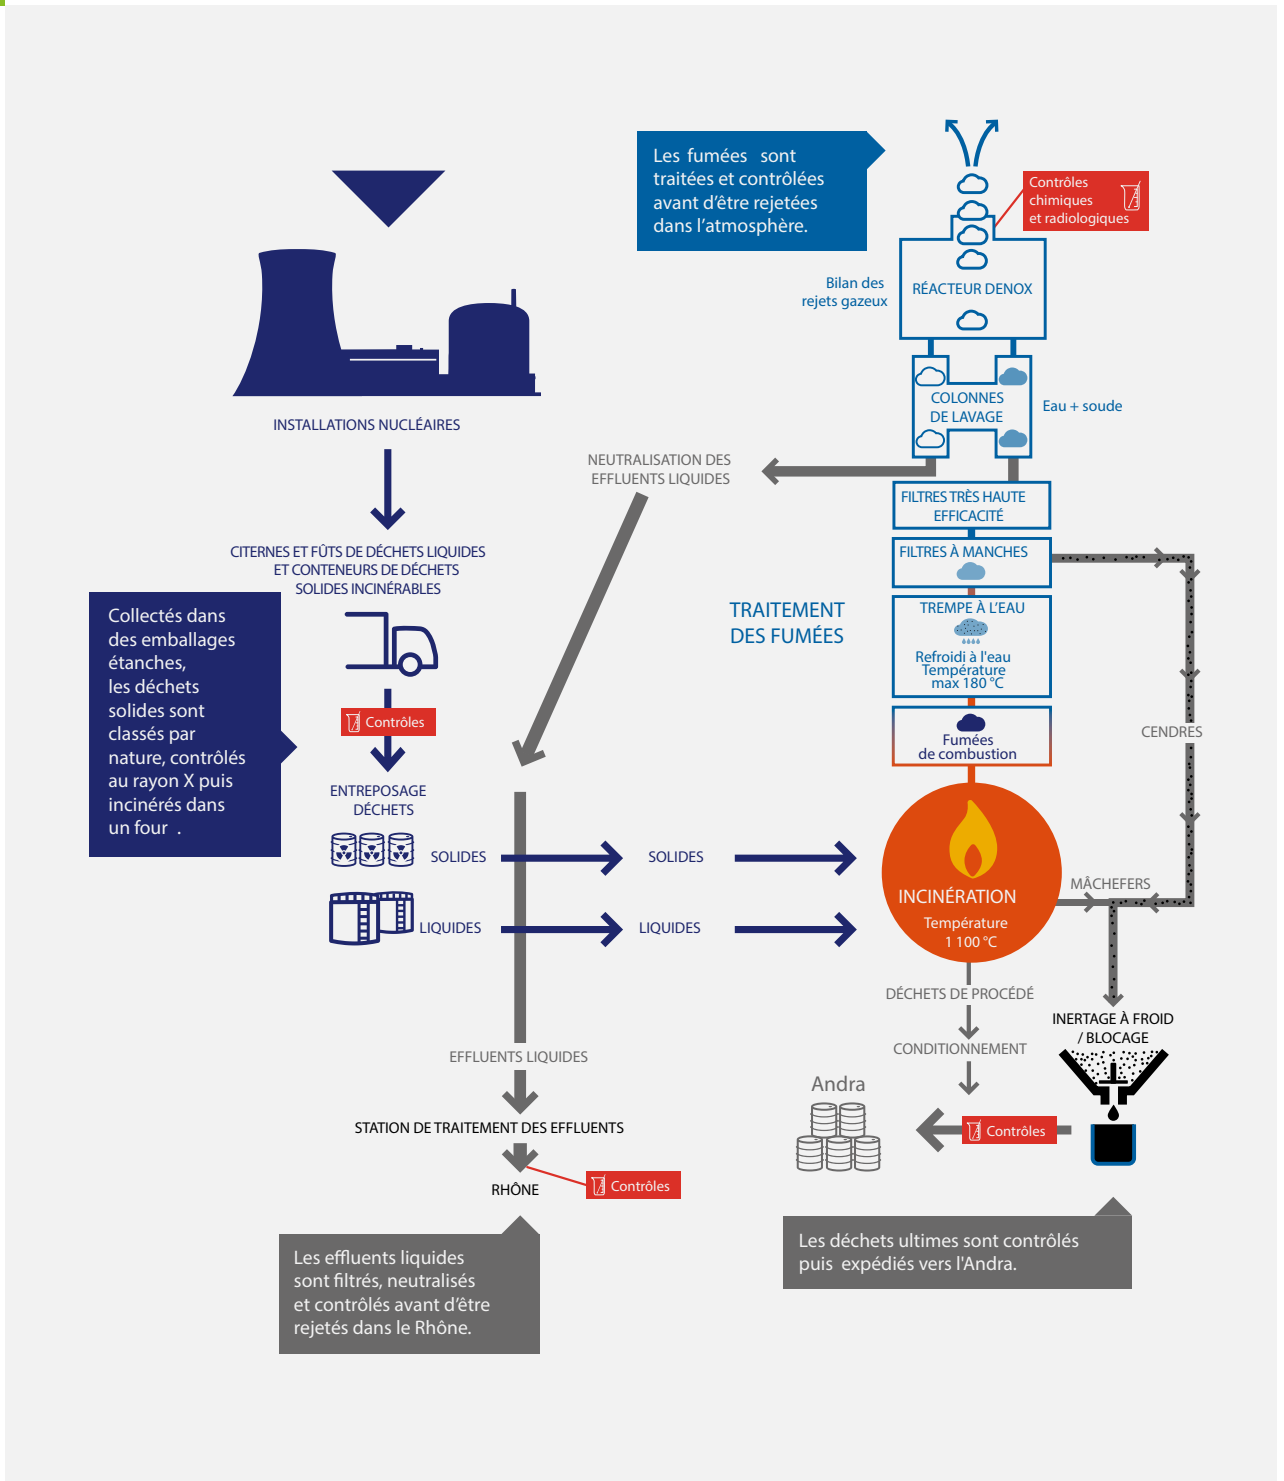 Les fumées sont
traitées et contrôlées
avant d’être rejetées
dans l’atmosphère.
Contrôles
chimiques
et radiologiques
Bilan des
rejets gazeux
RÉACTEUR DENOX
COLONNES
DE LAVAGE
Eau + soude
INSTALLATIONS NUCLÉAIRES
NEUTRALISATION DES
EFFLUENTS LIQUIDES
FILTRES TRÈS HAUTE
EFFICACITÉ
FILTRES À MANCHES
CITERNES ET FÛTS DE DÉCHETS LIQUIDES
ET CONTENEURS DE DÉCHETS
SOLIDES INCINÉRABLES
Collectés dans
des emballages
étanches,
les déchets
solides sont
classés par
nature, contrôlés
au rayon X puis
incinérés dans
un four .
TRAITEMENT
DES FUMÉES
TREMPE À L’EAU
Refroidi à l'eau
Température
max 180 °C
Contrôles
Fumées
de combustion
CENDRES
ENTREPOSAGE
DÉCHETS
SOLIDES
SOLIDES
LIQUIDES
LIQUIDES
INCINÉRATION
Température
1 100 °C
MÂCHEFERS
DÉCHETS DE PROCÉDÉ
CONDITIONNEMENT
INERTAGE À FROID
/ BLOCAGE
EFFLUENTS LIQUIDES
Andra
Contrôles
STATION DE TRAITEMENT DES EFFLUENTS
RHÔNE
Contrôles
Les effluents liquides
sont filtrés, neutralisés
et contrôlés avant d’être
rejetés dans le Rhône.
Les déchets ultimes sont contrôlés
puis expédiés vers l'Andra.